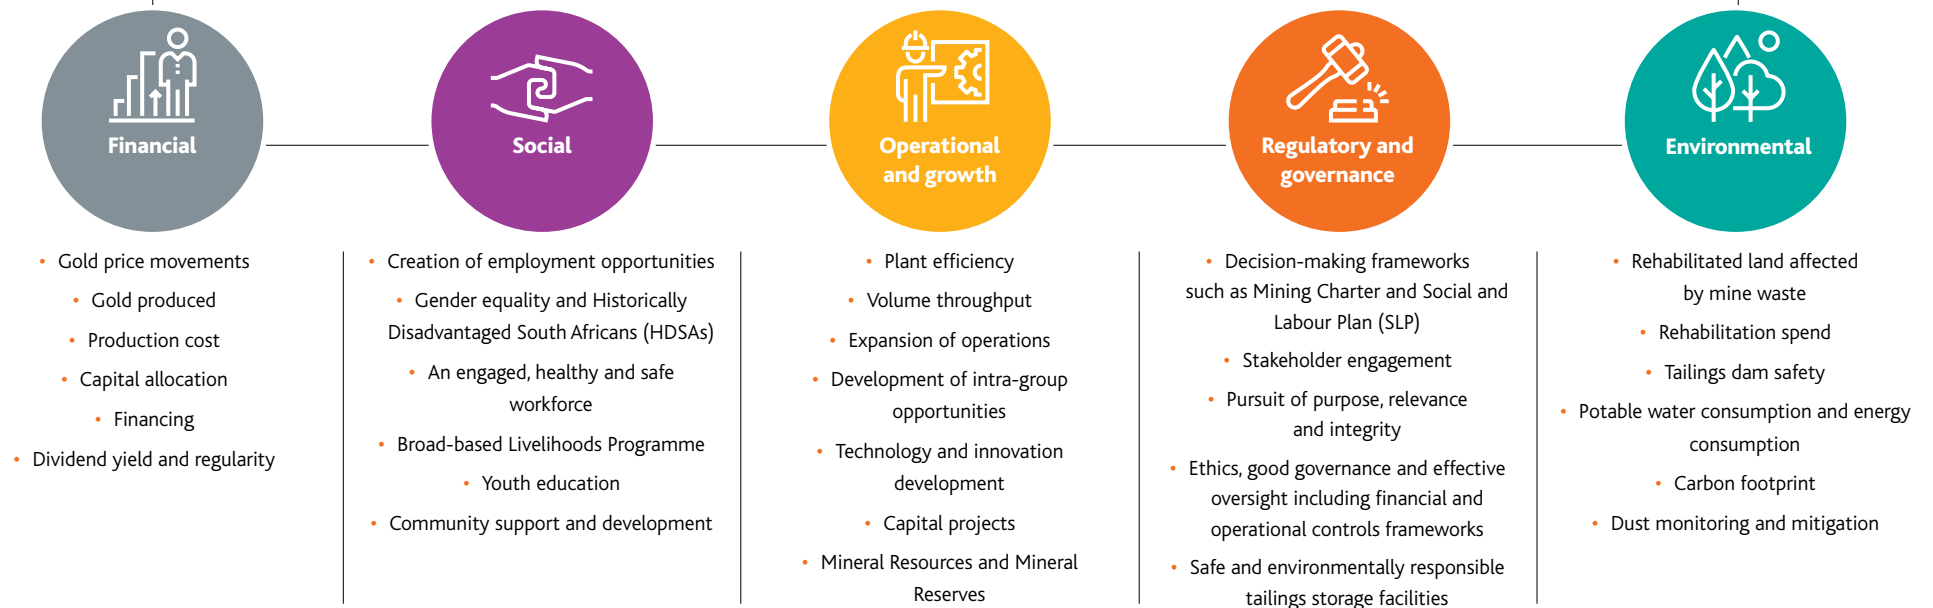 Financial
• Gold price movements
• Gold produced
• Production cost
• Capital allocation
• Financing
• Dividend yield and regularity
Social
• Creation of employment opportunities
• Gender equality and Historically
Disadvantaged South Africans (HDSAs)
• An engaged, healthy and safe
workforce
• Broad-based Livelihoods Programme
• Youth education
• Community support and development
Operational
and growth
• Plant efficiency
• Volume throughput
• Expansion of operations
• Development of intra-group
opportunities
• Technology and innovation
development
• Capital projects
• Mineral Resources and Mineral
Reserves
Regulatory and
governance
• Decision-making frameworks
such as Mining Charter and Social and
Labour Plan (SLP)
• Stakeholder engagement
• Pursuit of purpose, relevance
and integrity
• Ethics, good governance and effective
oversight including financial and
operational controls frameworks
• Safe and environmentally responsible
tailings storage facilities
Environmental
• Rehabilitated land affected
by mine waste
• Rehabilitation spend
• Tailings dam safety
• Potable water consumption and energy
consumption
• Carbon footprint
• Dust monitoring and mitigation